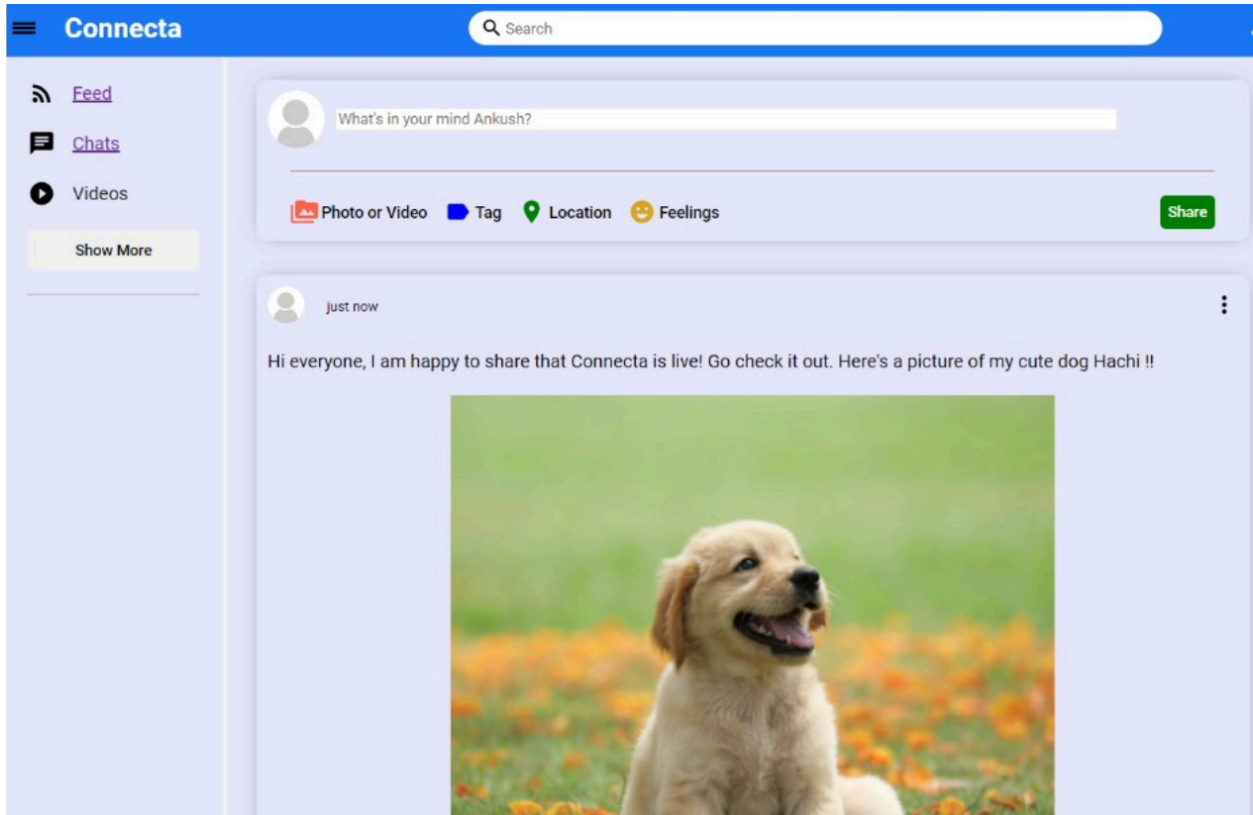 Connecta
Search
Feed
Chats
Videos
Show More
What's in your mind Ankush?
Photo or Video Tag Location Feelings
Share
just now
Hi everyone, I am happy to share that Connecta is live! Go check it out. Here's a picture of my cute dog Hachi !!